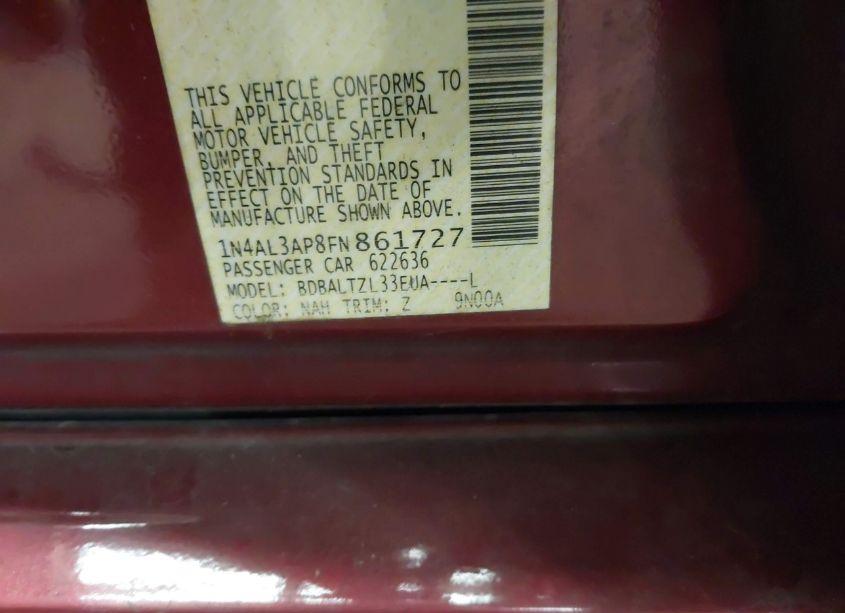 THIS VEHICLE CONFORMS TO
ALL APPLICABLE FEDERAL
MOTOR VEHICLE SAFETY,
BUMPER, AND THEFT
PREVENTION STANDARDS IN
EFFECT ON THE DATE OF
MANUFACTURE SHOWN ABOVE.
1N4AL3AP8FN861727
PASSENGER CAR 622636
MODEL: BDBALTZL33EUA----L
COLOR: NAH TRIM: Z 9N00A